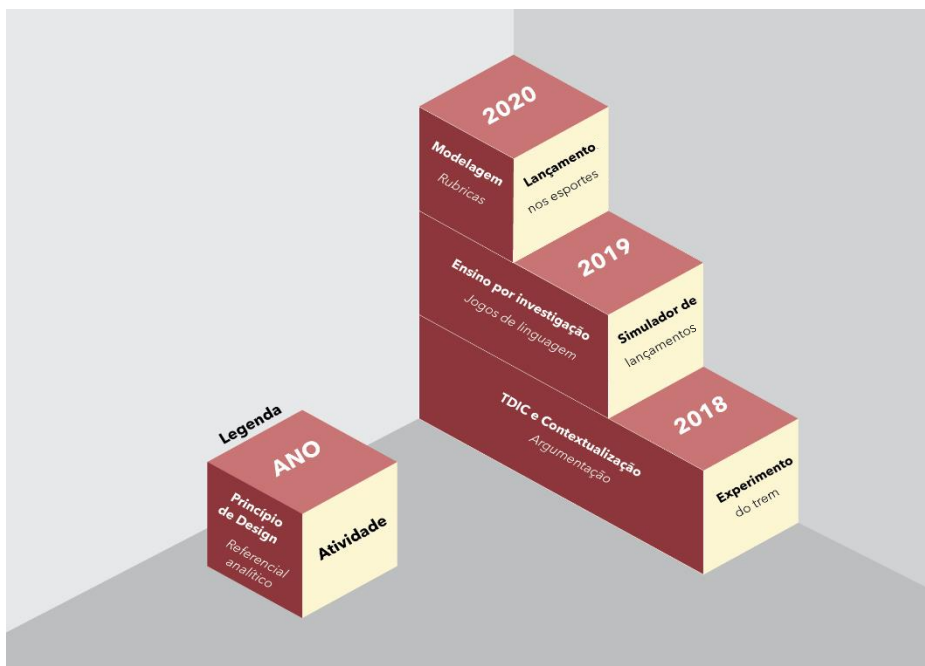 2020
Modelagem
Rubricas
Lançamento
nos esportes
2019
Ensino por investigação
Jogos de linguagem
Simulador de
lançamentos
2018
TDIC e Contextualização
Argumentação
Experimento
do trem
Legenda
ANO
Princípio
de Design
Referencial
analítico
Atividade